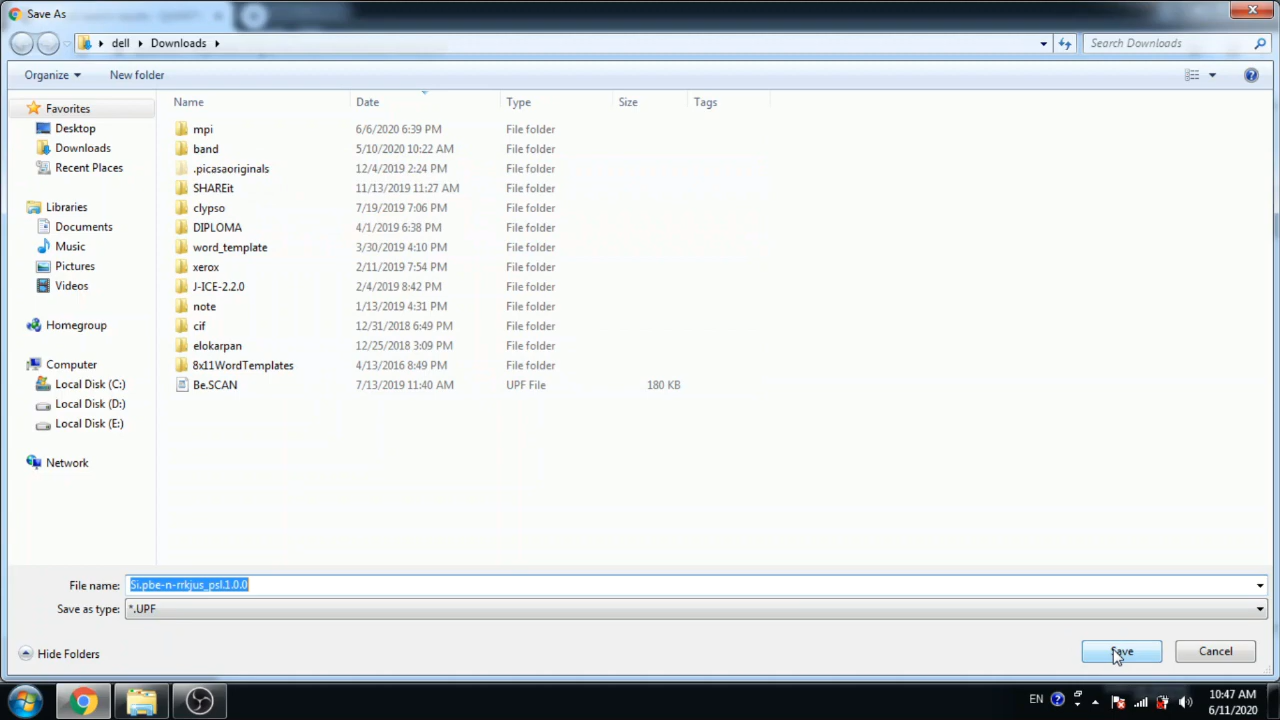 Save As
dell Downloads
Search Downloads
Organize New folder
Name Date Type Size Tags
Favorites
Desktop
Downloads
Recent Places
Libraries
Documents
Music
Pictures
Videos
Homegroup
Computer
Local Disk (C:)
Local Disk (D:)
Local Disk (E:)
Network
mpi 6/6/2020 6:39 PM File folder
band 5/10/2020 10:22 AM File folder
.picasaoriginals 12/4/2019 2:24 PM File folder
SHAREit 11/13/2019 11:27 AM File folder
clypso 7/19/2019 7:06 PM File folder
DIPLOMA 4/1/2019 6:38 PM File folder
word_template 3/30/2019 4:10 PM File folder
xerox 2/11/2019 7:54 PM File folder
J-ICE-2.2.0 2/4/2019 8:42 PM File folder
note 1/13/2019 4:31 PM File folder
cif 12/31/2018 6:49 PM File folder
elokarpan 12/25/2018 3:09 PM File folder
8x11WordTemplates 4/13/2016 8:49 PM File folder
Be.SCAN 7/13/2019 11:40 AM UPF File 180 KB
File name: Si.pbe-n-rrkjus_psl.1.0.0
Save as type: *.UPF
Hide Folders Save Cancel
EN 10:47 AM
6/11/2020